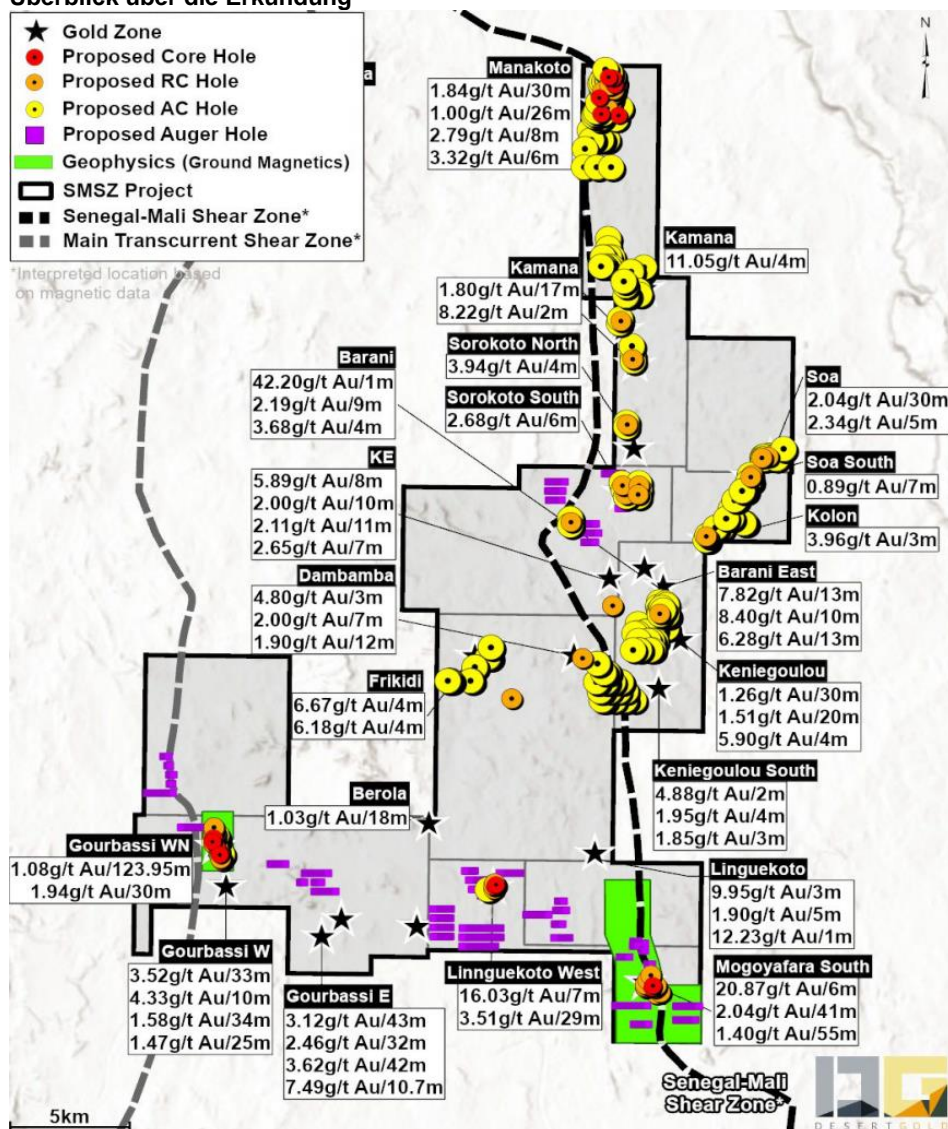 Überblick über die Erkundung
Gold Zone
Proposed Core Hole
Proposed RC Hole
Proposed AC Hole
Proposed Auger Hole
Geophysics (Ground Magnetics)
SMSZ Project
Senegal-Mali Shear Zone*
Main Transcurrent Shear Zone*
*Interpreted location based
on magnetic data
a
N
Manakoto
1.84g/t Au/30m
1.00g/t Au/26m
2.79g/t Au/8m
3.32g/t Au/6m
Kamana
11.05g/t Au/4m
Kamana
1.80g/t Au/17m
8.22g/t Au/2m
Sorokoto North
3.94g/t Au/4m
Sorokoto South
2.68g/t Au/6m
Barani
42.20g/t Au/1m
2.19g/t Au/9m
3.68g/t Au/4m
Soa
2.04g/t Au/30m
2.34g/t Au/5m
Soa South
0.89g/t Au/7m
Kolon
3.96g/t Au/3m
KE
5.89g/t Au/8m
2.00g/t Au/10m
2.11g/t Au/11m
2.65g/t Au/7m
Dambamba
4.80g/t Au/3m
2.00g/t Au/7m
1.90g/t Au/12m
Barani East
7.82g/t Au/13m
8.40g/t Au/10m
6.28g/t Au/13m
Keniegoulou
1.26g/t Au/30m
1.51g/t Au/20m
5.90g/t Au/4m
Frikidi
6.67g/t Au/4m
6.18g/t Au/4m
Keniegoulou South
4.88g/t Au/2m
1.95g/t Au/4m
1.85g/t Au/3m
Berola
1.03g/t Au/18m
Gourbassi WN
1.08g/t Au/123.95m
1.94g/t Au/30m
Linguekoto
9.95g/t Au/3m
1.90g/t Au/5m
12.23g/t Au/1m
Gourbassi W
3.52g/t Au/33m
4.33g/t Au/10m
1.58g/t Au/34m
1.47g/t Au/25m
Gourbassi E
3.12g/t Au/43m
2.46g/t Au/32m
3.62g/t Au/42m
7.49g/t Au/10.7m
Linnguekoto West
16.03g/t Au/7m
3.51g/t Au/29m
Mogoyafara South
20.87g/t Au/6m
2.04g/t Au/41m
1.40g/t Au/55m
Senegal-Mali
Shear Zone*
5km
DG
DESERT GOLD